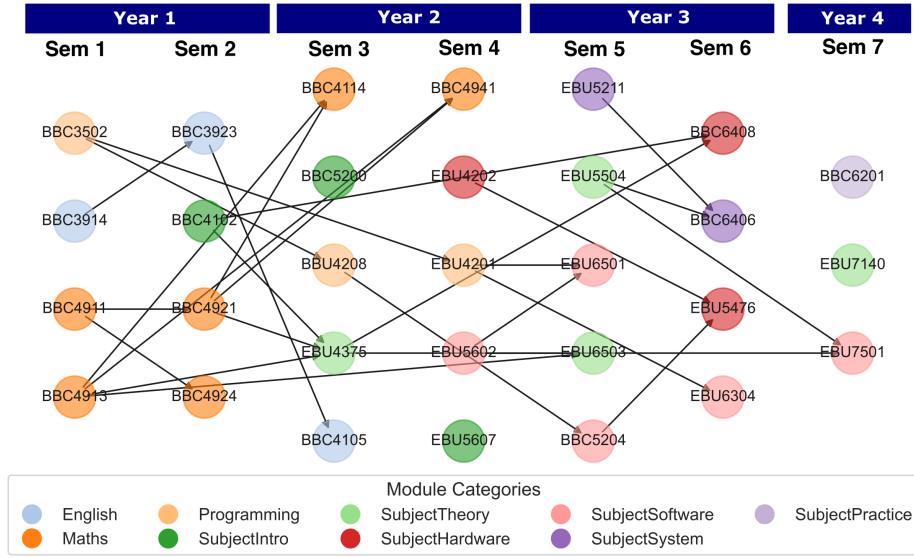 Year 1 Year 2 Year 3 Year 4
Sem 1 Sem 2 Sem 3 Sem 4 Sem 5 Sem 6 Sem 7
BBC4114 BBC4941 EBU5211
BBC3502 BBC3923 BBC6408
BBC5200 EBU4202 EBU5504 BBC6201
BBC3914 BBC4102 BBC6406
BBU4208 EBU4201 EBU6501 EBU7140
BBC4911 BBC4921 EBU5476
EBU4375 EBU5602 EBU6503 EBU7501
BBC4913 BBC4924 EBU6304
BBC4105 EBU5607 BBC5204
Module Categories
English Programming SubjectTheory SubjectSoftware SubjectPractice
Maths SubjectIntro SubjectHardware SubjectSystem